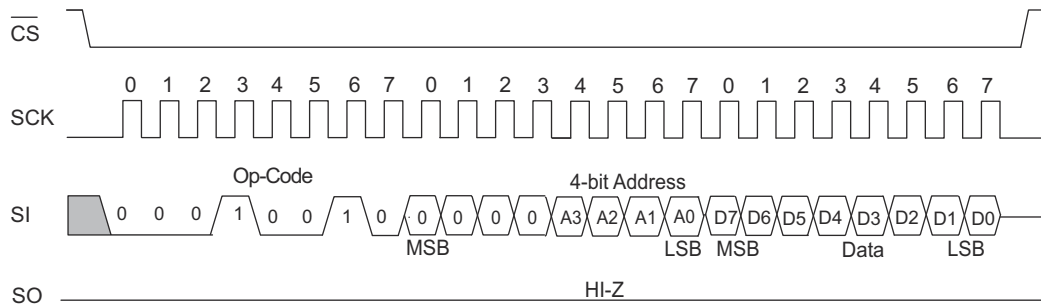 CS
0 1 2 3 4 5 6 7 0 1 2 3 4 5 6 7 0 1 2 3 4 5 6 7
SCK
Op-Code 4-bit Address
SI 0 0 0 1 0 0 1 0 0 0 0 0 A3 A2 A1 A0 D7 D6 D5 D4 D3 D2 D1 D0
MSB LSB MSB Data LSB
HI-Z
SO